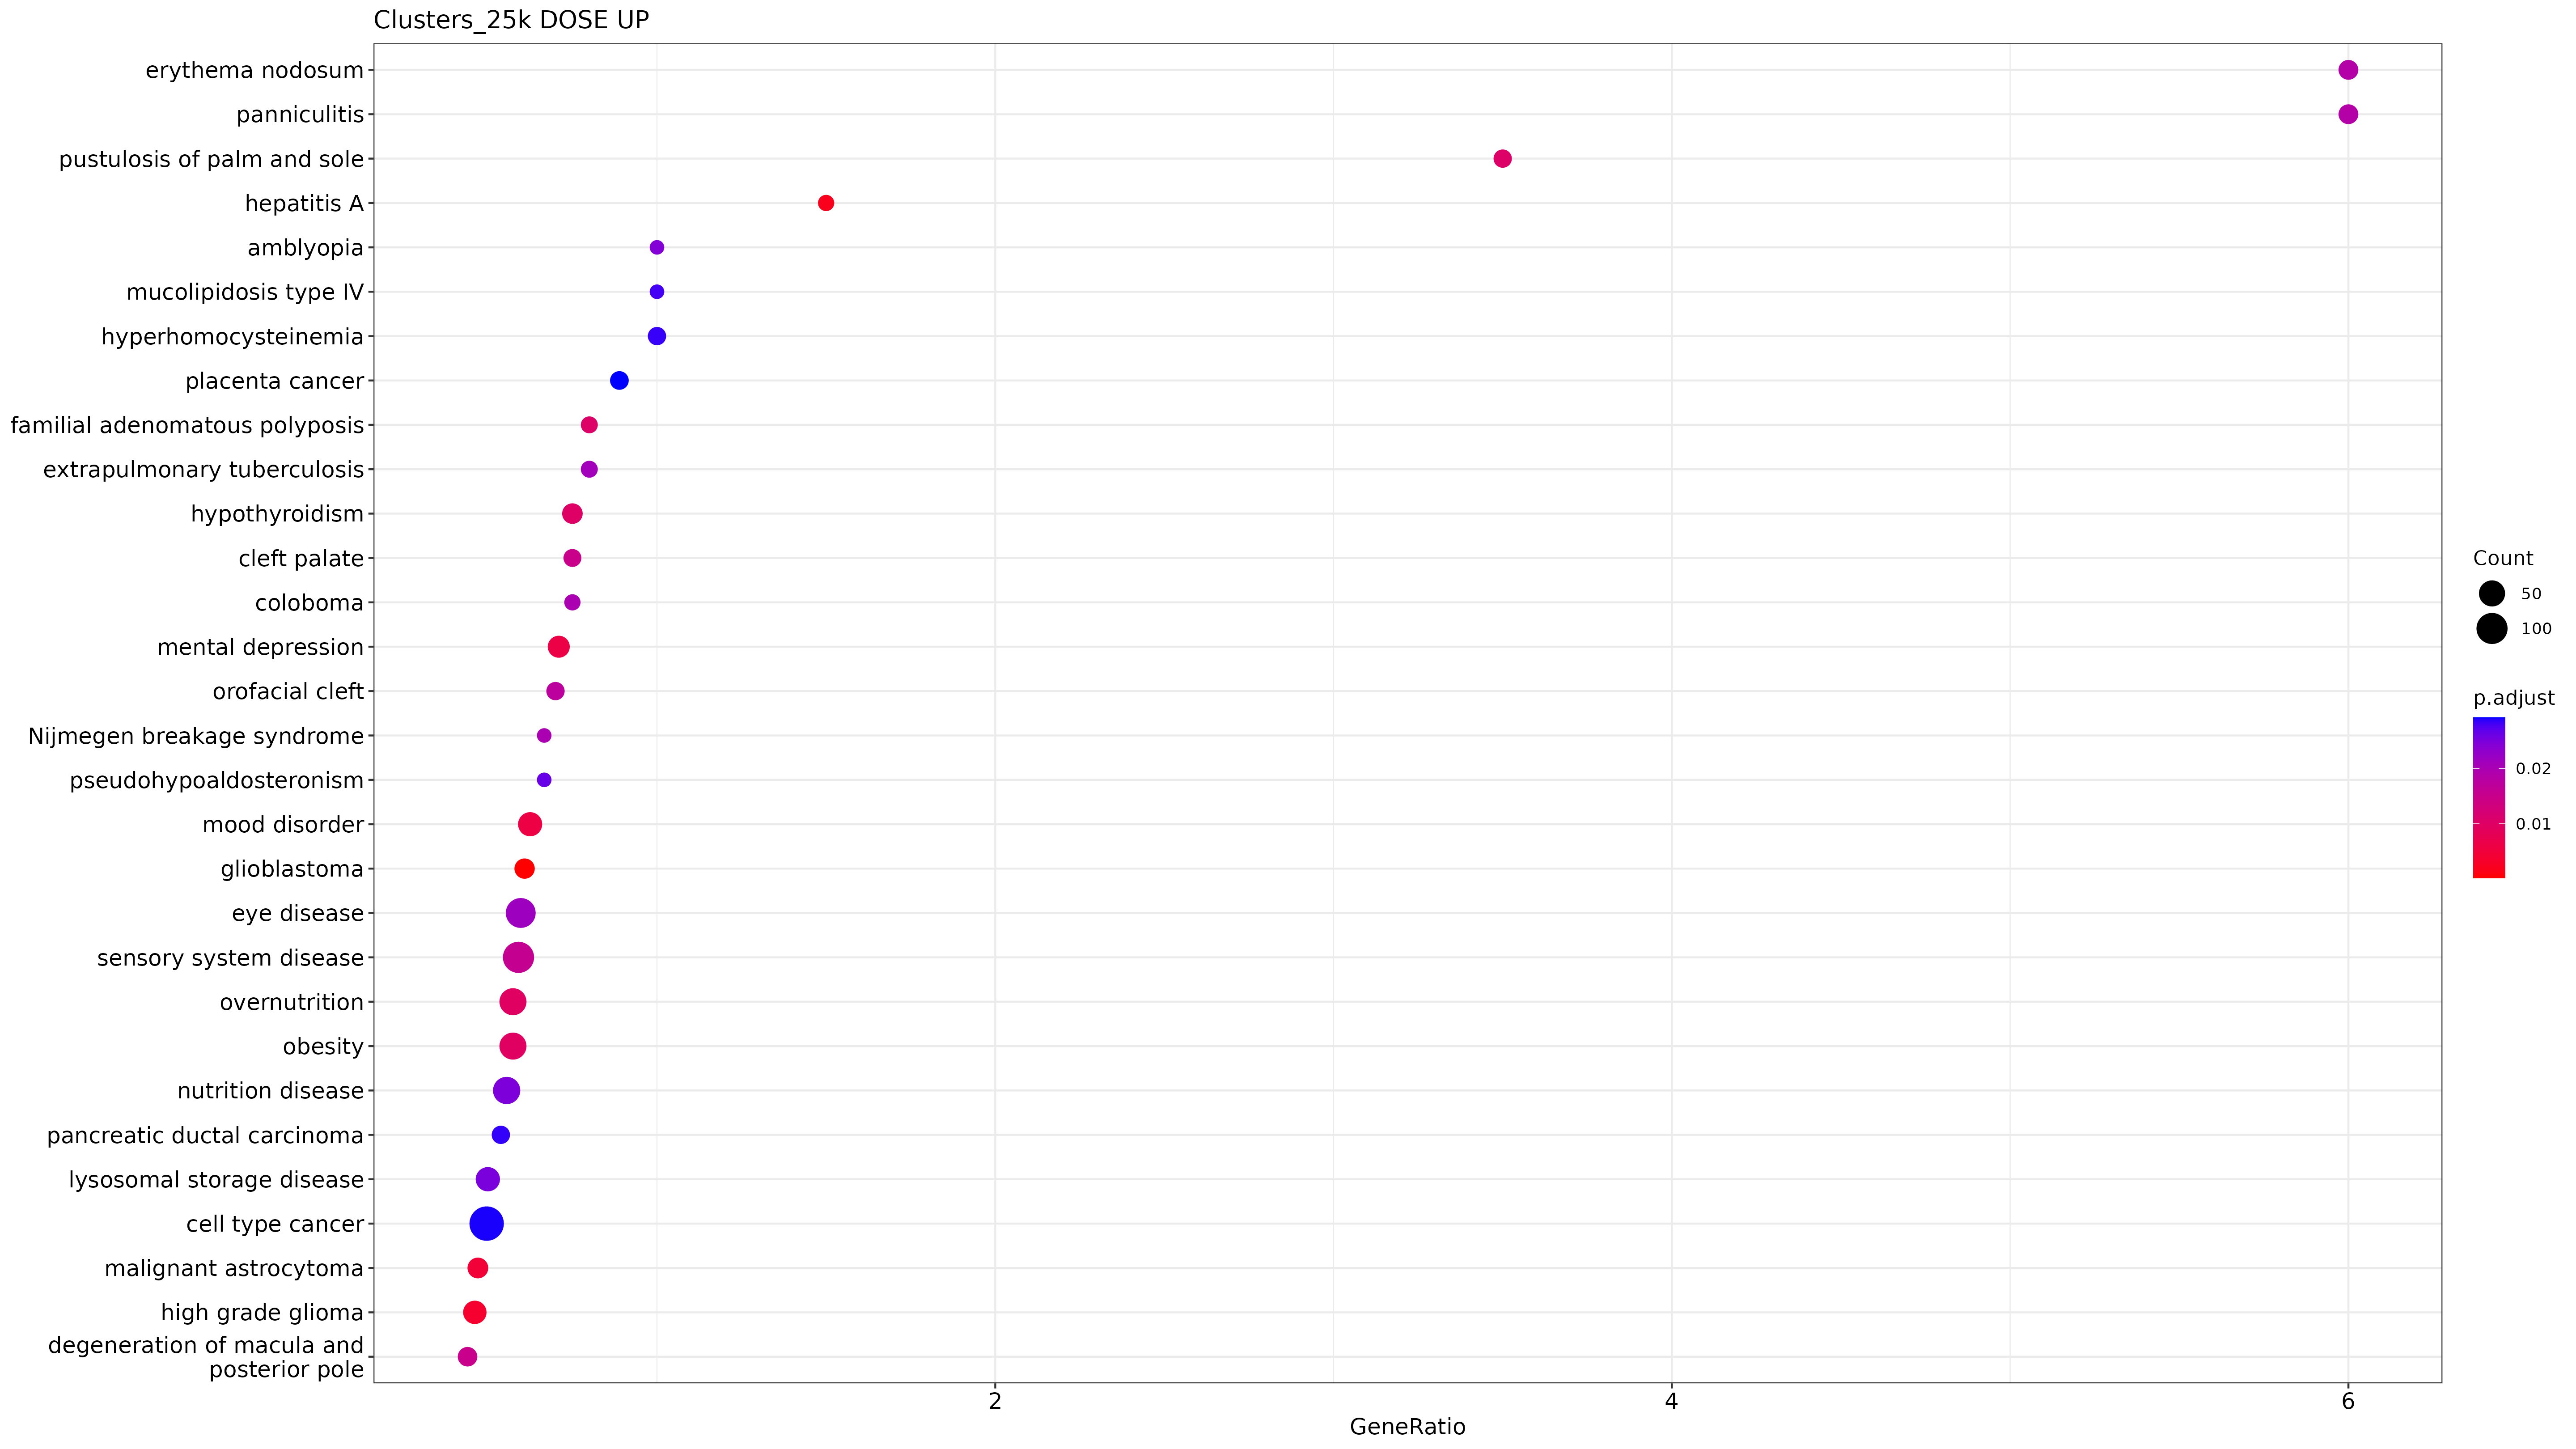 Clusters_25k DOSE UP
erythema nodosum
panniculitis
pustulosis of palm and sole
hepatitis A
amblyopia
mucolipidosis type IV
hyperhomocysteinemia
placenta cancer
familial adenomatous polyposis
extrapulmonary tuberculosis
hypothyroidism
cleft palate
coloboma
mental depression
orofacial cleft
Nijmegen breakage syndrome
pseudohypoaldosteronism
mood disorder
glioblastoma
eye disease
sensory system disease
overnutrition
obesity
nutrition disease
pancreatic ductal carcinoma
lysosomal storage disease
cell type cancer
malignant astrocytoma
high grade glioma
degeneration of macula and
posterior pole
2 4 6
GeneRatio
Count
50
100
p.adjust
0.02
0.01